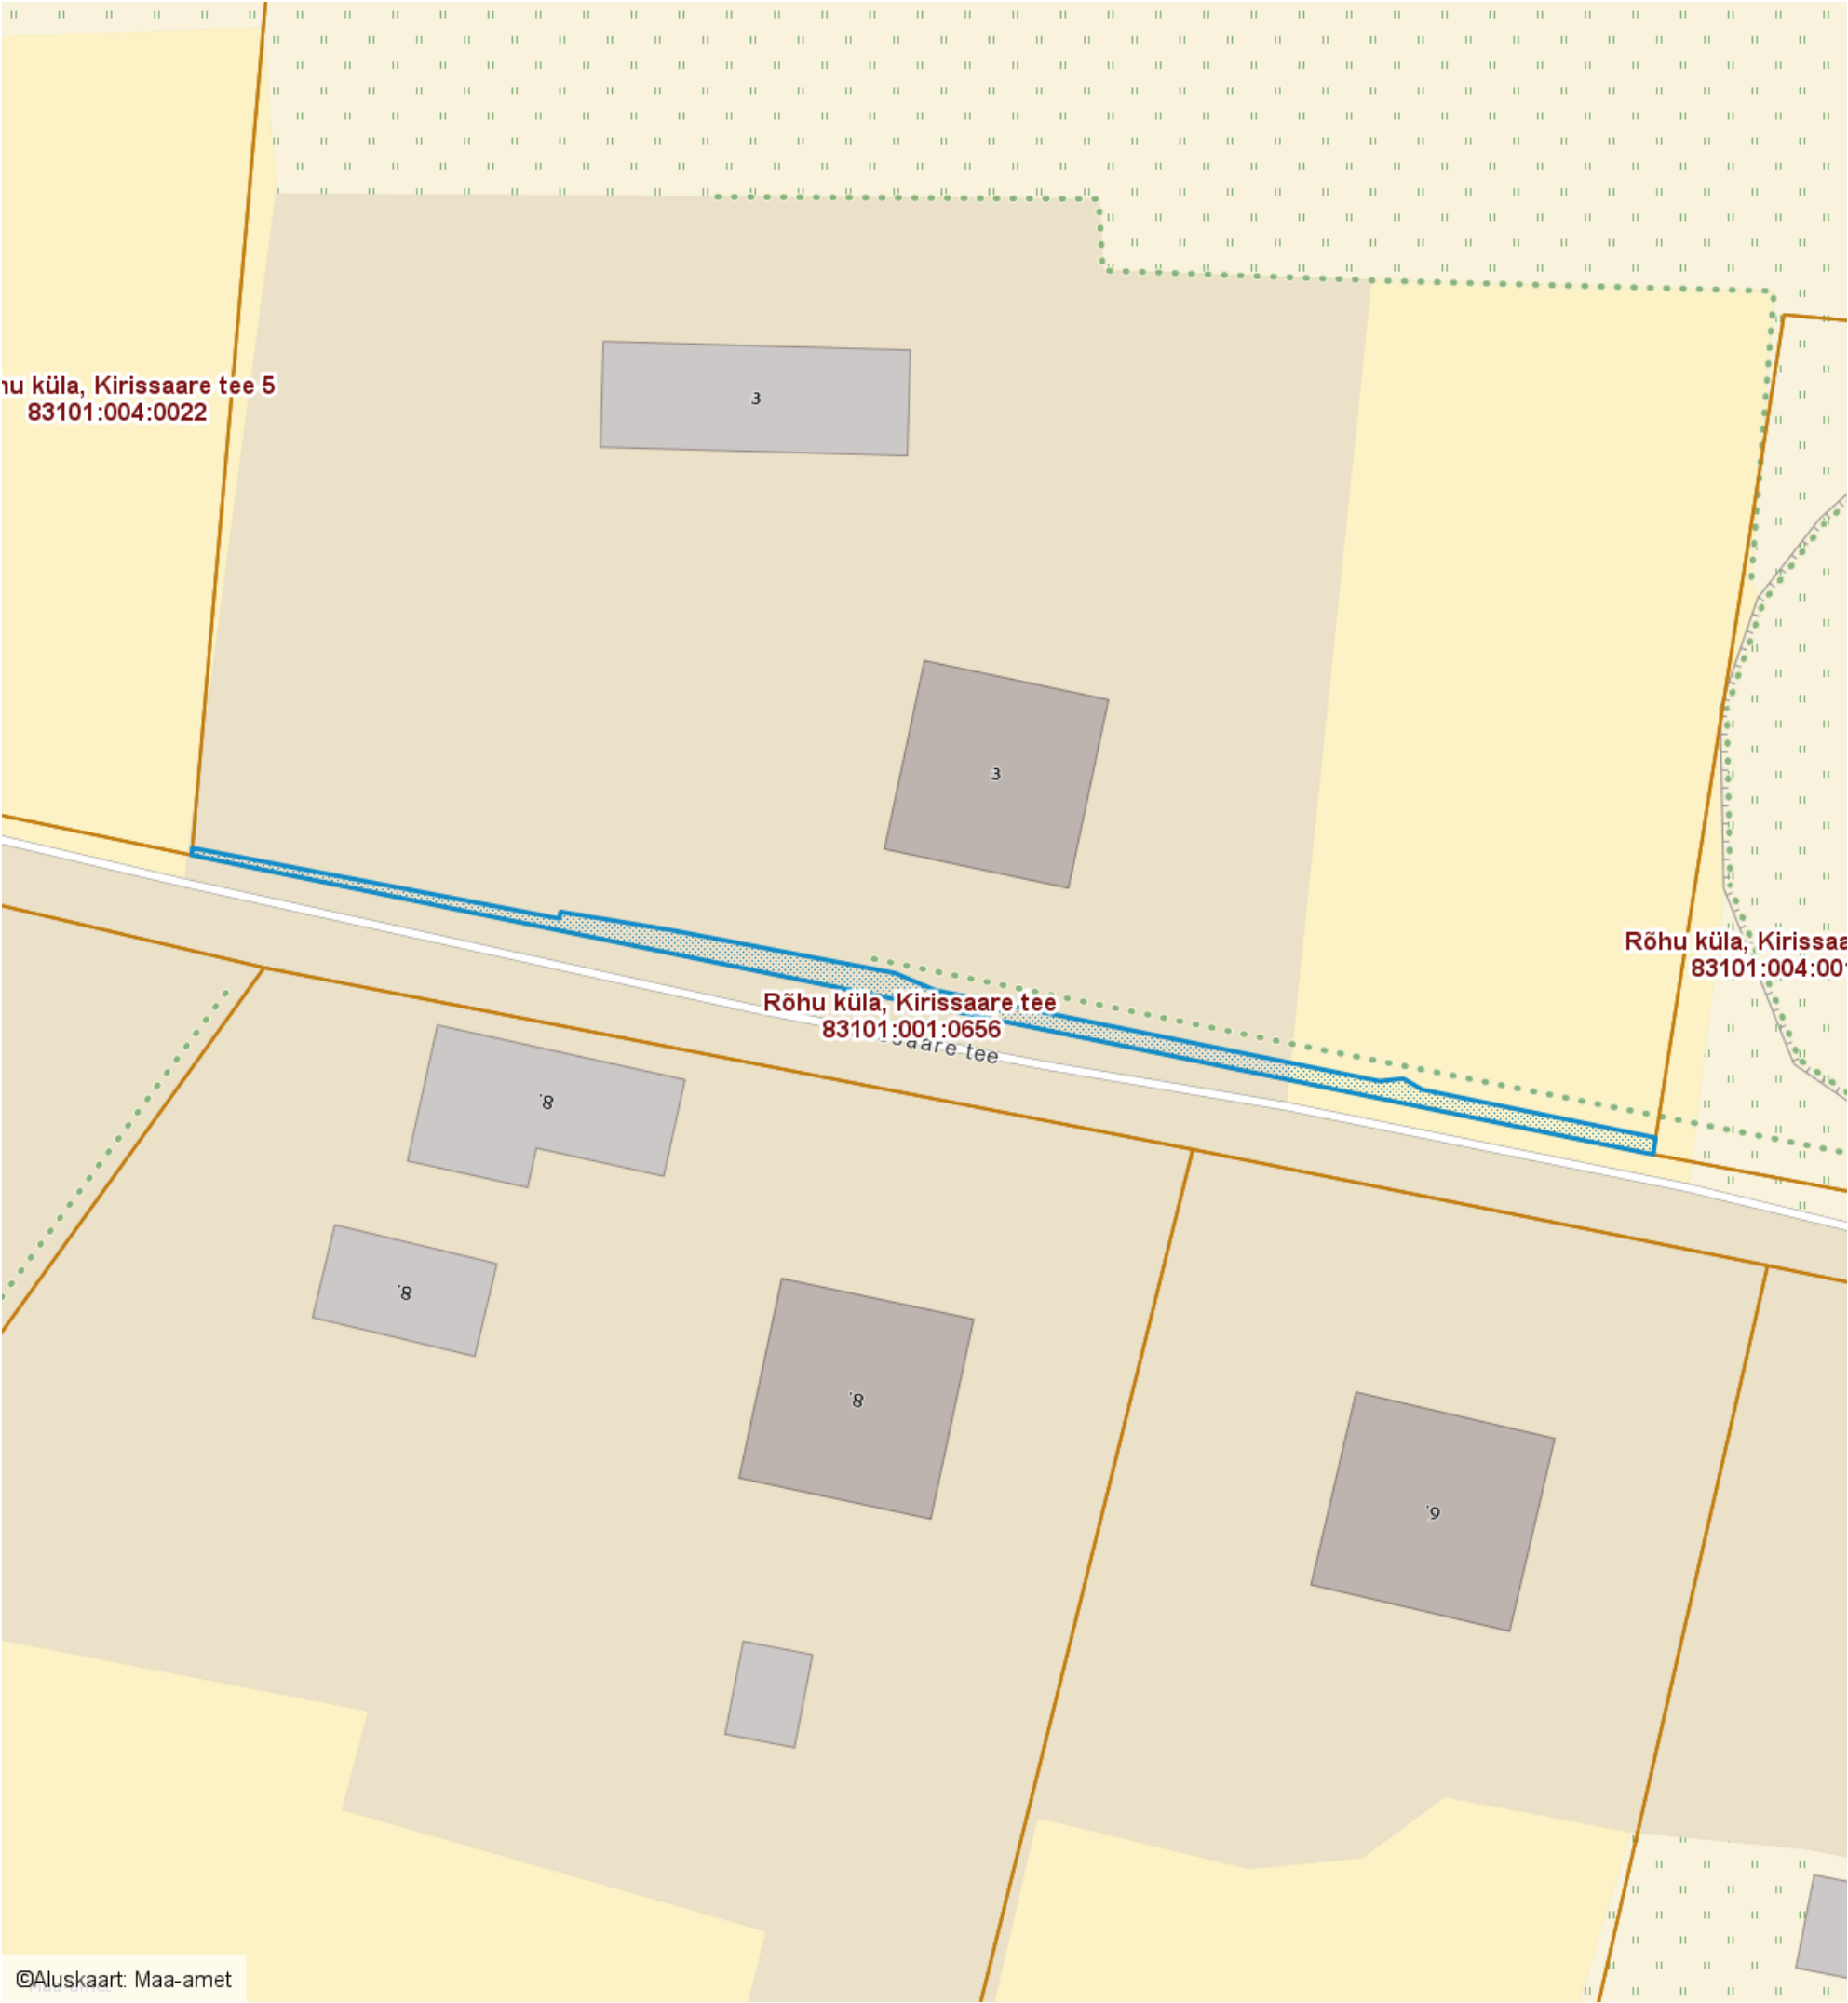 hu küla, Kirissaare tee 5
83101:004:0022
3
3
Rõhu küla, Kirissaa
83101:004:00
Rõhu küla, Kirissaare tee
83101:001:0656
saare tee
8
8
8
9
©Aluskaart: Maa-amet